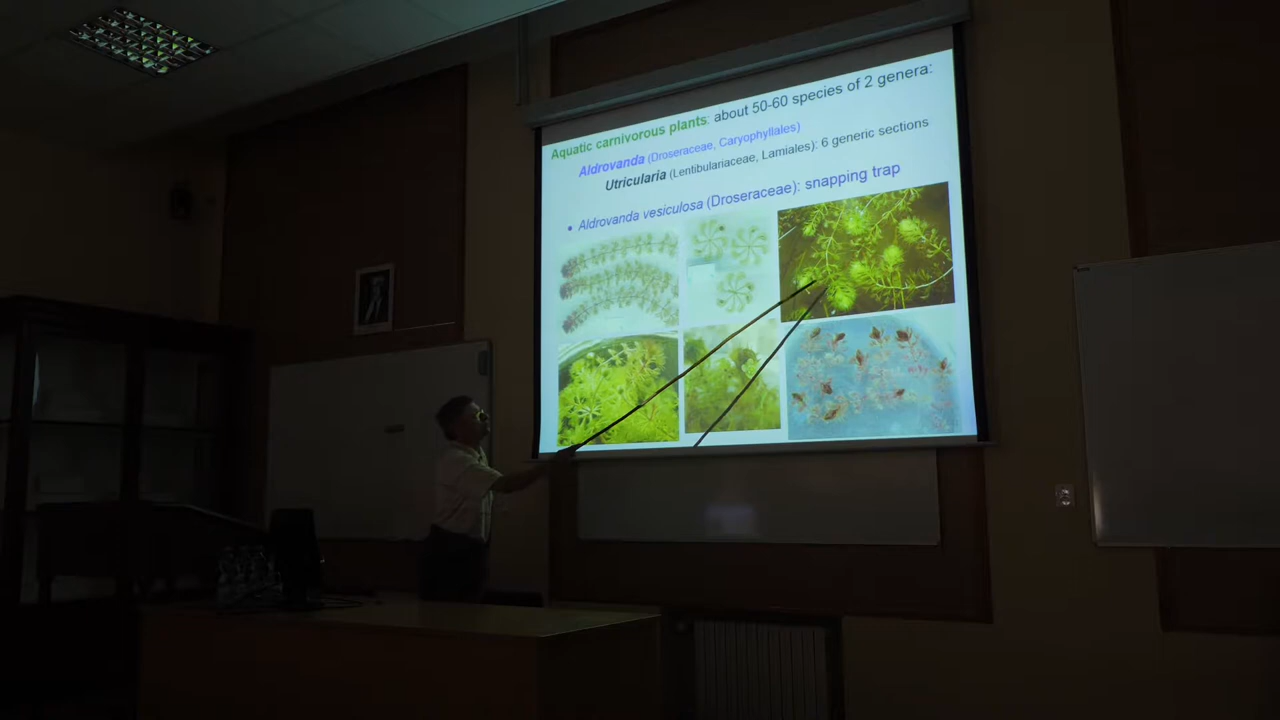 Aquatic carnivorous plants: about 50-60 species of 2 genera:
Aldrovanda (Droseraceae, Caryophyllales)
Utricularia (Lentibulariaceae, Lamiales): 6 generic sections
• Aldrovanda vesiculosa (Droseraceae): snapping trap